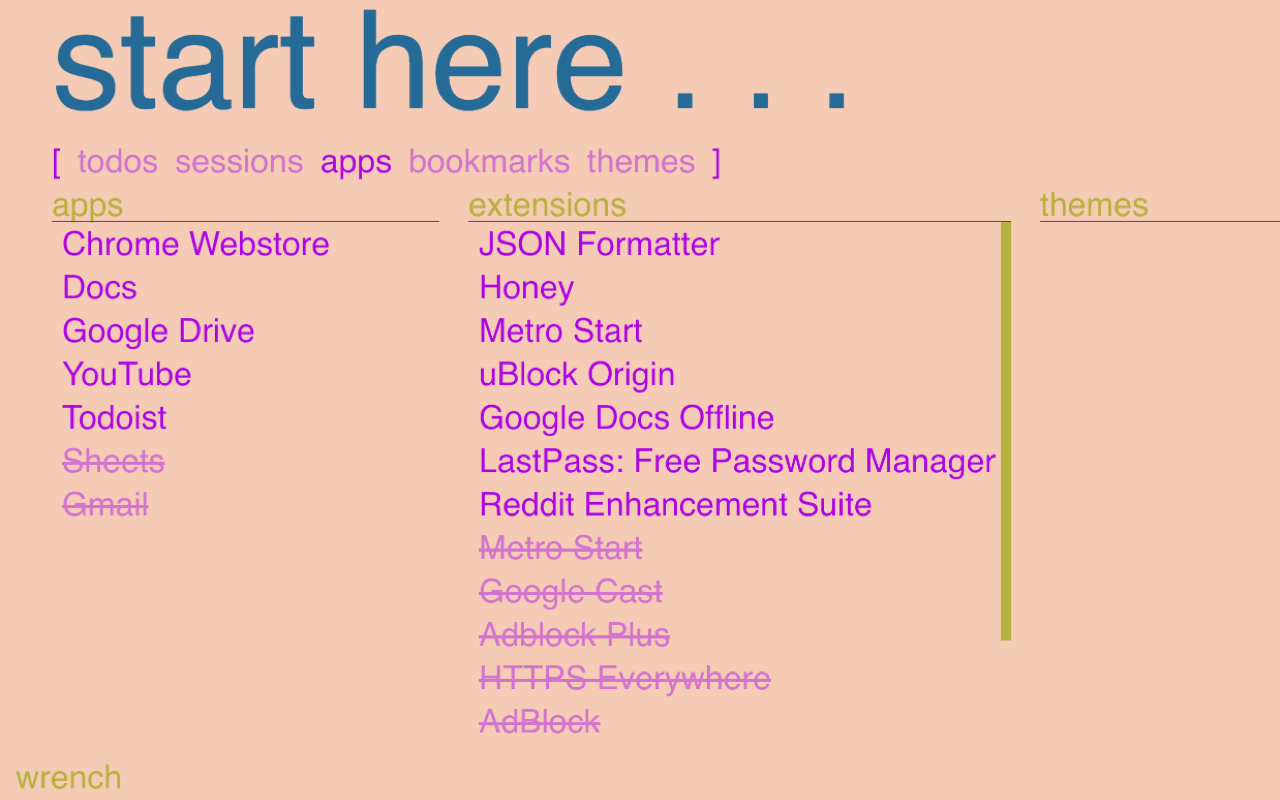 start here . . .
[ todos sessions apps bookmarks themes ]
apps
Chrome Webstore
Docs
Google Drive
YouTube
Todoist
Sheets
Gmail
extensions
JSON Formatter
Honey
Metro Start
uBlock Origin
Google Docs Offline
LastPass: Free Password Manager
Reddit Enhancement Suite
Metro Start
Google Cast
Adblock Plus
HTTPS Everywhere
AdBlock
themes
wrench